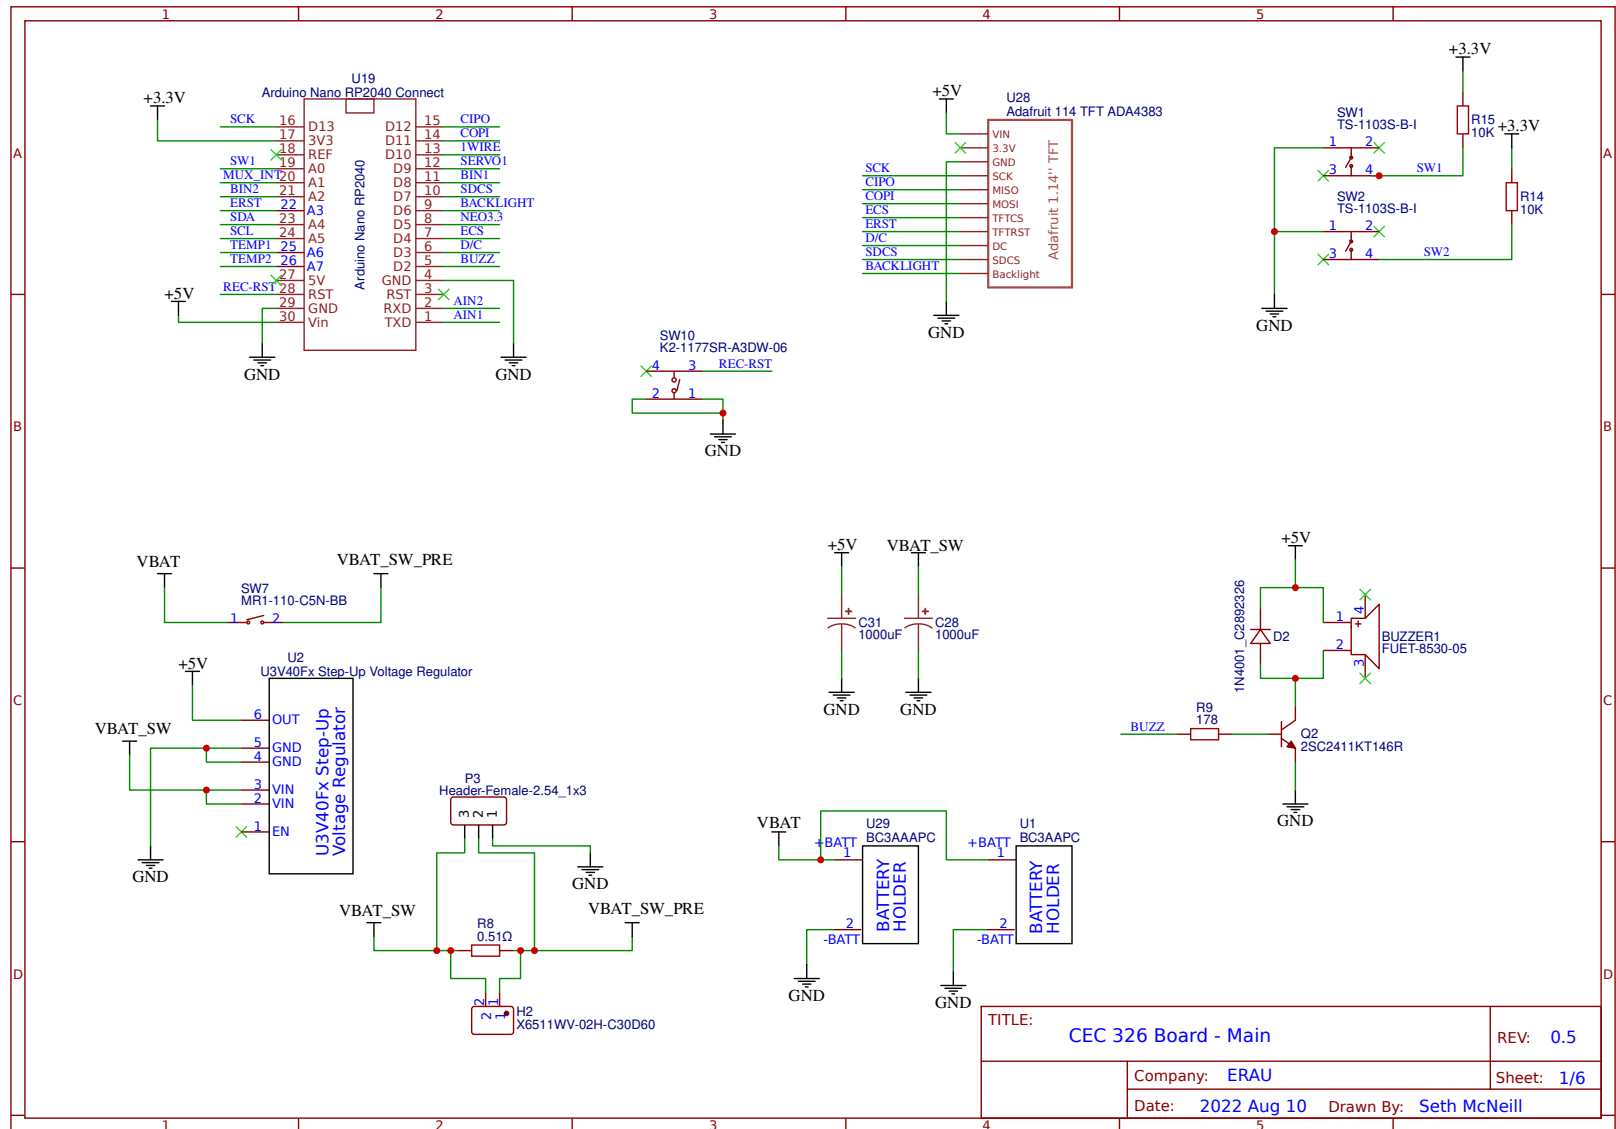 1 2 3 4 5
A
B
C
D
A
B
C
D
1 2 3 4 5
U19
Arduino Nano RP2040 Connect
+3.3V
SCK 16 D13
17 3V3
18 REF
SW1 19 A0
MUX_INT 20 A1
BIN2 21 A2
ERST 22 A3
SDA 23 A4
SCL 24 A5
TEMP1 25 A6
TEMP2 26 A7
27 5V
REC-RST 28 RST
29 GND
30 Vin
+5V
GND
Arduino Nano RP2040
D12 15 CIPO
D11 14 COPI
D10 13 1WIRE
D9 12 SERVO1
D8 11 BIN1
D7 10 SDCS
D6 9 BACKLIGHT
D5 8 NEO3.3
D4 7 ECS
D3 6 D/C
D2 5 BUZZ
GND 4
RST 3
RXD 2 AIN2
TXD 1 AIN1
GND
SW10
K2-1177SR-A3DW-06
4 3 REC-RST
2 1
GND
+5V
U28
Adafruit 114 TFT ADA4383
VIN
3.3V
GND
SCK SCK
CIPO MISO
COPI MOSI
ECS TFTCS
ERST TFTRST
D/C DC
SDCS SDCS
BACKLIGHT Backlight
Adafruit 1.14" TFT
GND
+3.3V
R15
10K
+3.3V
R14
10K
SW1
TS-1103S-B-I
1 2
3 4 SW1
SW2
TS-1103S-B-I
1 2
3 4 SW2
GND
VBAT
VBAT_SW_PRE
SW7
MR1-110-C5N-BB
1 2
+5V
U2
U3V40Fx Step-Up Voltage Regulator
VBAT_SW
6 OUT
5 GND
4 GND
3 VIN
2 VIN
1 EN
U3V40Fx Step-Up
Voltage Regulator
GND
P3
Header-Female-2.54_1x3
3 2 1
GND
VBAT_SW
VBAT_SW_PRE
R8
0.51Ω
2 1
2 1
H2
X6511WV-02H-C30D60
+5V
C31
1000uF
GND
VBAT_SW
C28
1000uF
GND
VBAT
U29
BC3AAAPC
+BATT
1
2
-BATT
BATTERY
HOLDER
GND
U1
BC3AAPC
+BATT
1
2
-BATT
BATTERY
HOLDER
GND
+5V
1N4001_C2892326
D2
1
2
4
3
+
BUZZER1
FUET-8530-05
BUZZ
R9
178
Q2
2SC2411KT146R
GND
TITLE:
CEC 326 Board - Main
REV: 0.5
Company: ERAU
Sheet: 1/6
Date: 2022 Aug 10 Drawn By: Seth McNeill